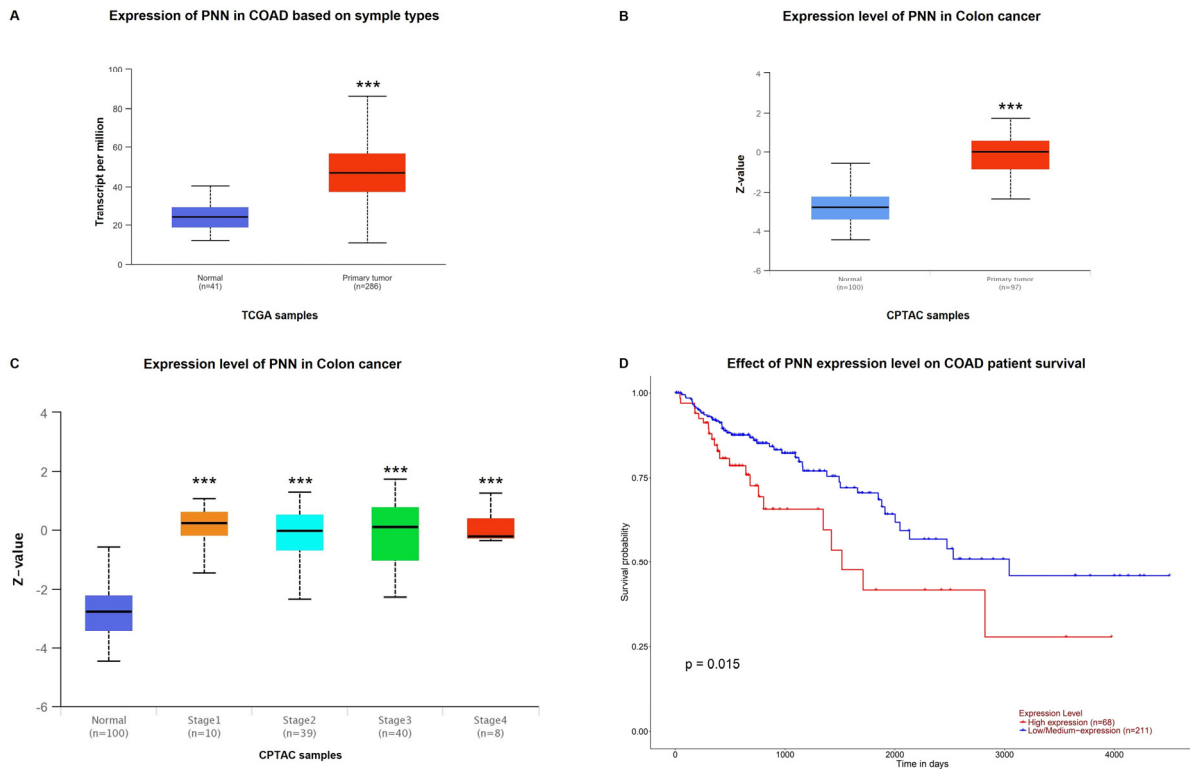 A
Expression of PNN in COAD based on symple types
Transcript per million
100
80
60
40
20
0
***
Normal
(n=41)
Primary tumor
(n=286)
TCGA samples
B
Expression level of PNN in Colon cancer
Z-value
4
2
0
-2
-4
-6
***
Normal
(n=100)
Primary tumor
(n=97)
CPTAC samples
C
Expression level of PNN in Colon cancer
Z-value
4
2
0
-2
-4
-6
*** *** *** ***
Normal
(n=100)
Stage1
(n=10)
Stage2
(n=39)
Stage3
(n=40)
Stage4
(n=8)
CPTAC samples
D
Effect of PNN expression level on COAD patient survival
Survival probability
1.00
0.75
0.50
0.25
0.00
p = 0.015
Expression Level
High expression (n=68)
Low/Medium-expression (n=211)
0 1000 2000 3000 4000
Time in days